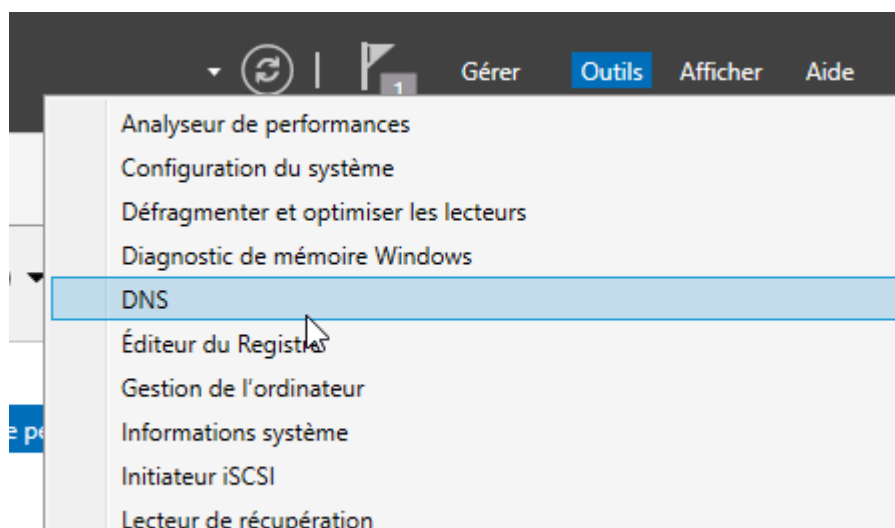 1 Gérer Outils Afficher Aide
Analyseur de performances
Configuration du système
Défragmenter et optimiser les lecteurs
Diagnostic de mémoire Windows
DNS
Éditeur du Registre
Gestion de l'ordinateur
e pe
Informations système
Initiateur iSCSI
Lecteur de récupération